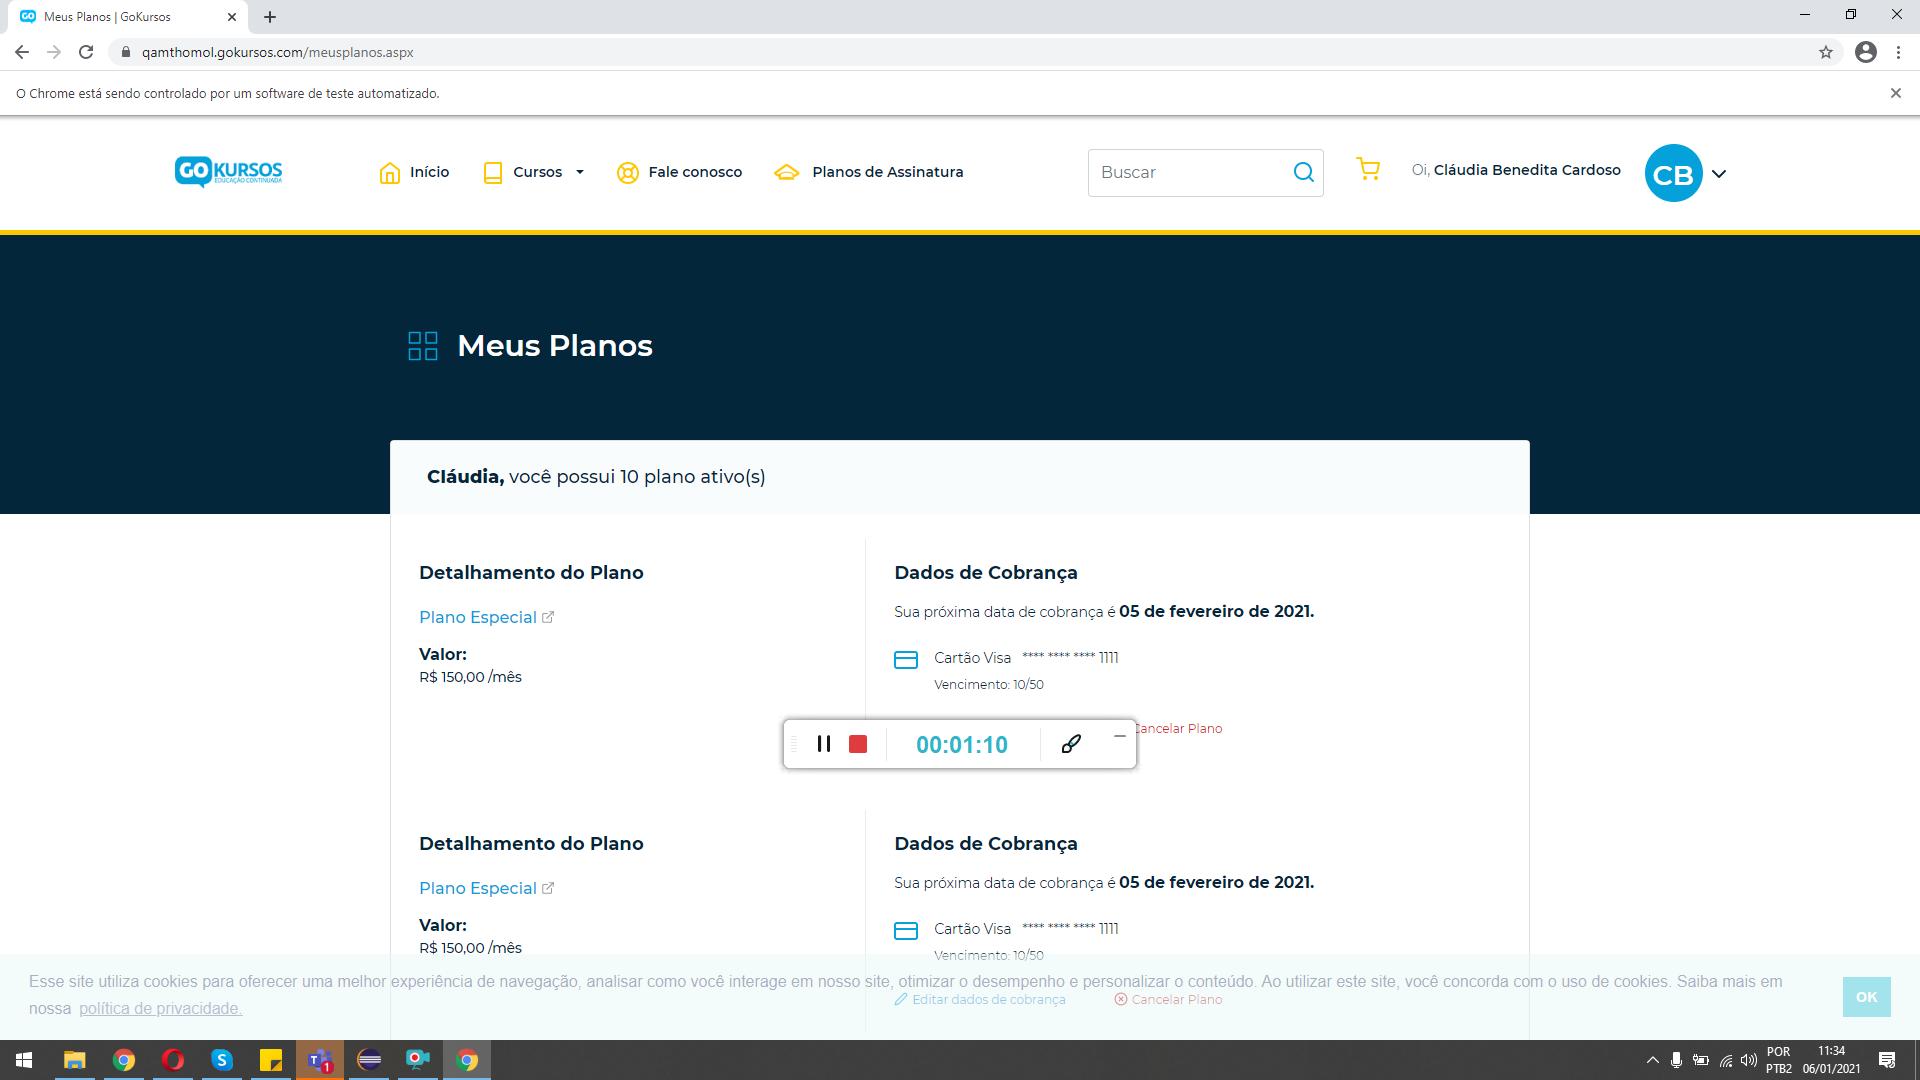 Meus Planos | GoKursos
qamthomol.gokursos.com/meusplanos.aspx
O Chrome está sendo controlado por um software de teste automatizado.
GO KURSOS
EDUCAÇÃO CONTINUADA
Início
Cursos
Fale conosco
Planos de Assinatura
Buscar
Oi, Cláudia Benedita Cardoso
CB
Meus Planos
Cláudia, você possui 10 plano ativo(s)
Detalhamento do Plano
Plano Especial
Valor:
R$ 150,00 /mês
Dados de Cobrança
Sua próxima data de cobrança é 05 de fevereiro de 2021.
Cartão Visa **** **** **** 1111
Vencimento: 10/50
Cancelar Plano
00:01:10
Detalhamento do Plano
Plano Especial
Valor:
R$ 150,00 /mês
Dados de Cobrança
Sua próxima data de cobrança é 05 de fevereiro de 2021.
Cartão Visa **** **** **** 1111
Vencimento: 10/50
Editar dados de cobrança
Cancelar Plano
Esse site utiliza cookies para oferecer uma melhor experiência de navegação, analisar como você interage em nosso site, otimizar o desempenho e personalizar o conteúdo. Ao utilizar este site, você concorda com o uso de cookies. Saiba mais em
nossa política de privacidade.
OK
POR
PTB2
11:34
06/01/2021